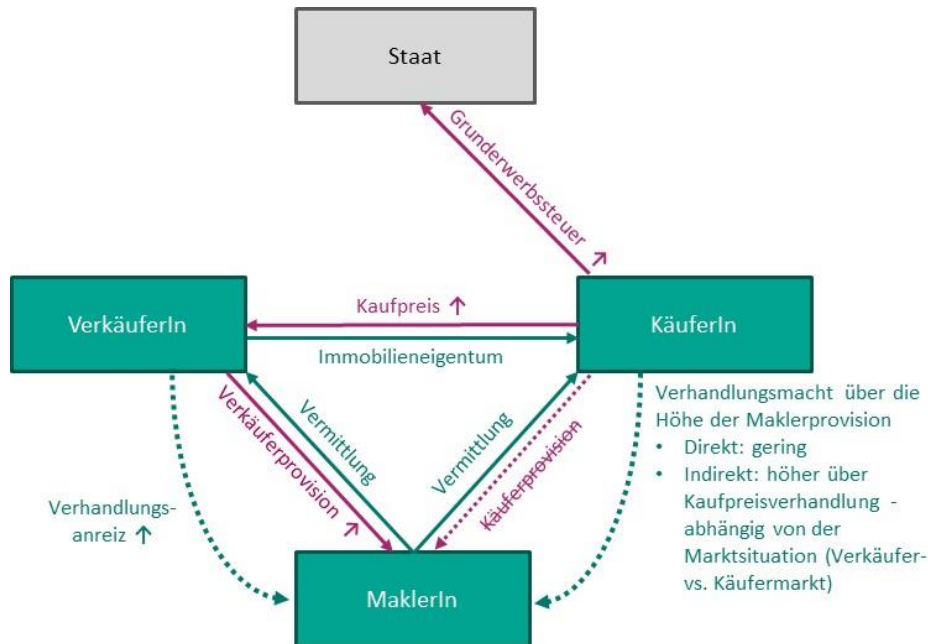 Staat
Grunderwerbssteuer ↗
VerkäuferIn
Kaufpreis ↑
Immobilieneigentum
KäuferIn
Verkäuferprovision ↑
Vermittlung
Vermittlung
Käuferprovision
Verhandlungs-
anreiz ↑
Verhandlungsmacht über die
Höhe der Maklerprovision
• Direkt: gering
• Indirekt: höher über
Kaufpreisverhandlung -
abhängig von der
Marktsituation (Verkäufer-
vs. Käufermarkt)
MaklerIn